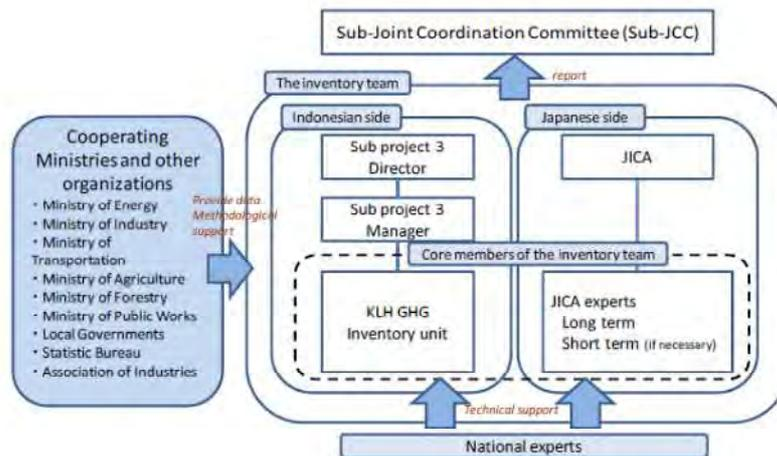 Sub-Joint Coordination Committee (Sub-JCC)
report
The inventory team
Indonesian side
Japanese side
Cooperating
Ministries and other
organizations
・Ministry of Energy
・Ministry of Industry
・Ministry of
Transportation
・Ministry of Agriculture
・Ministry of Forestry
・Ministry of Public Works
・Local Governments
・Statistic Bureau
・Association of Industries
Provide data
Methodological
support
Sub project 3
Director
Sub project 3
Manager
JICA
Core members of the inventory team
KLH GHG
Inventory unit
JICA experts
Long term
Short term (if necessary)
Technical support
National experts